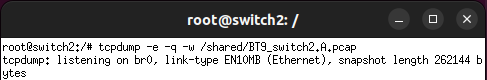 root@switch2: /
root@switch2:/# tcpdump -e -q -w /shared/BT9_switch2.A.pcap
tcpdump: listening on br0, link-type EN10MB (Ethernet), snapshot length 262144 b
ytes